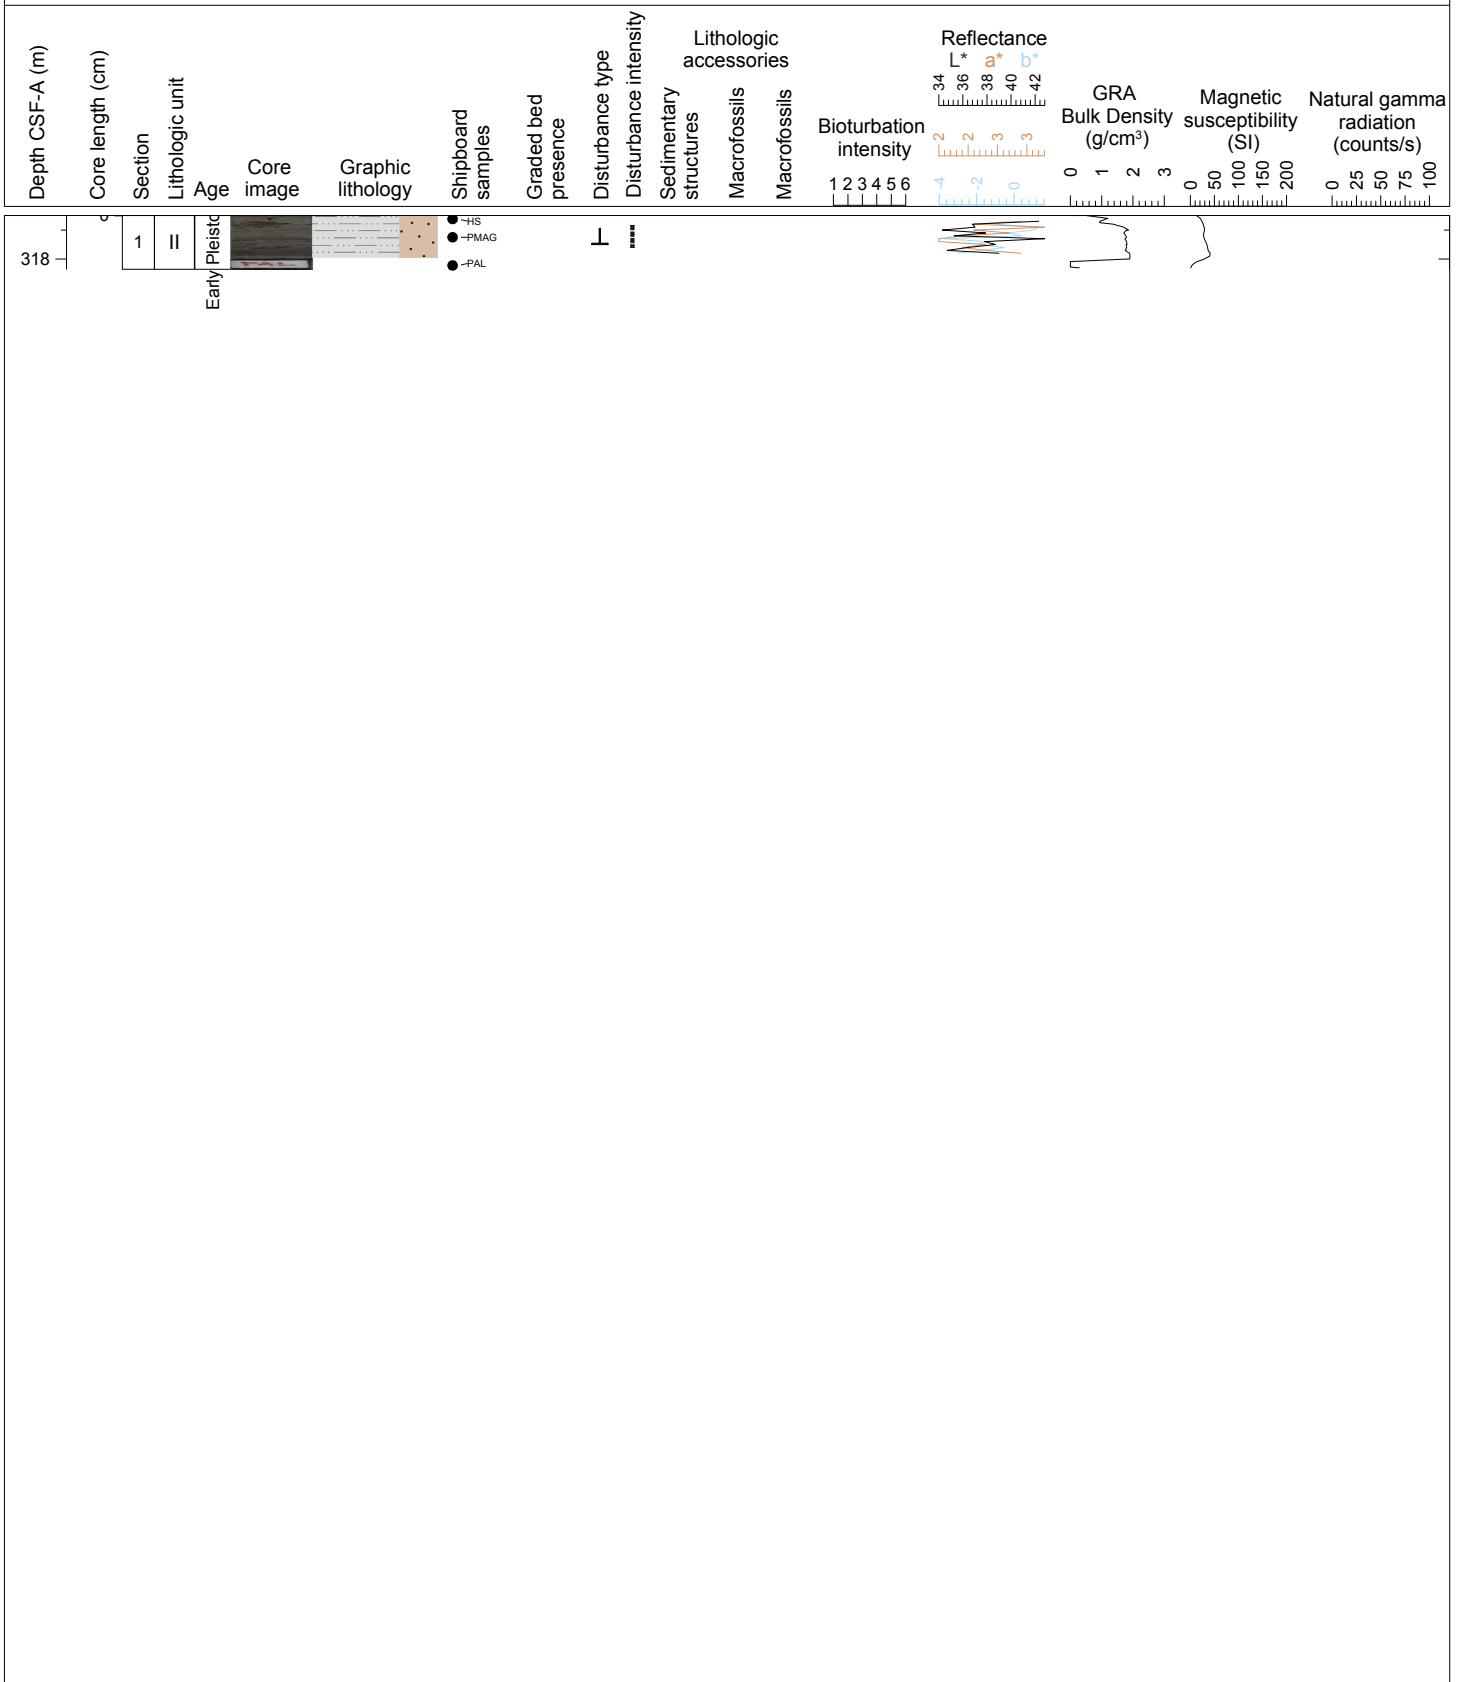 Depth CSF-A (m)
Core length (cm)
Section
Lithologic unit
Age
Core
image
Graphic
lithology
Shipboard
samples
Graded bed
presence
Disturbance type
Disturbance intensity
Lithologic
accessories
Sedimentary
structures
Macrofossils
Macrofossils
Bioturbation
intensity
1 2 3 4 5 6
Reflectance
L* a* b*
34 36 38 40 42
2 2 3 3
-4 -2 0
GRA
Bulk Density
(g/cm³)
0 1 2 3
Magnetic
susceptibility
(SI)
0 50 100 150 200
Natural gamma
radiation
(counts/s)
0 25 50 75 100
318
1
II
Early Pleisto
PAL
HS
PMAG
PAL